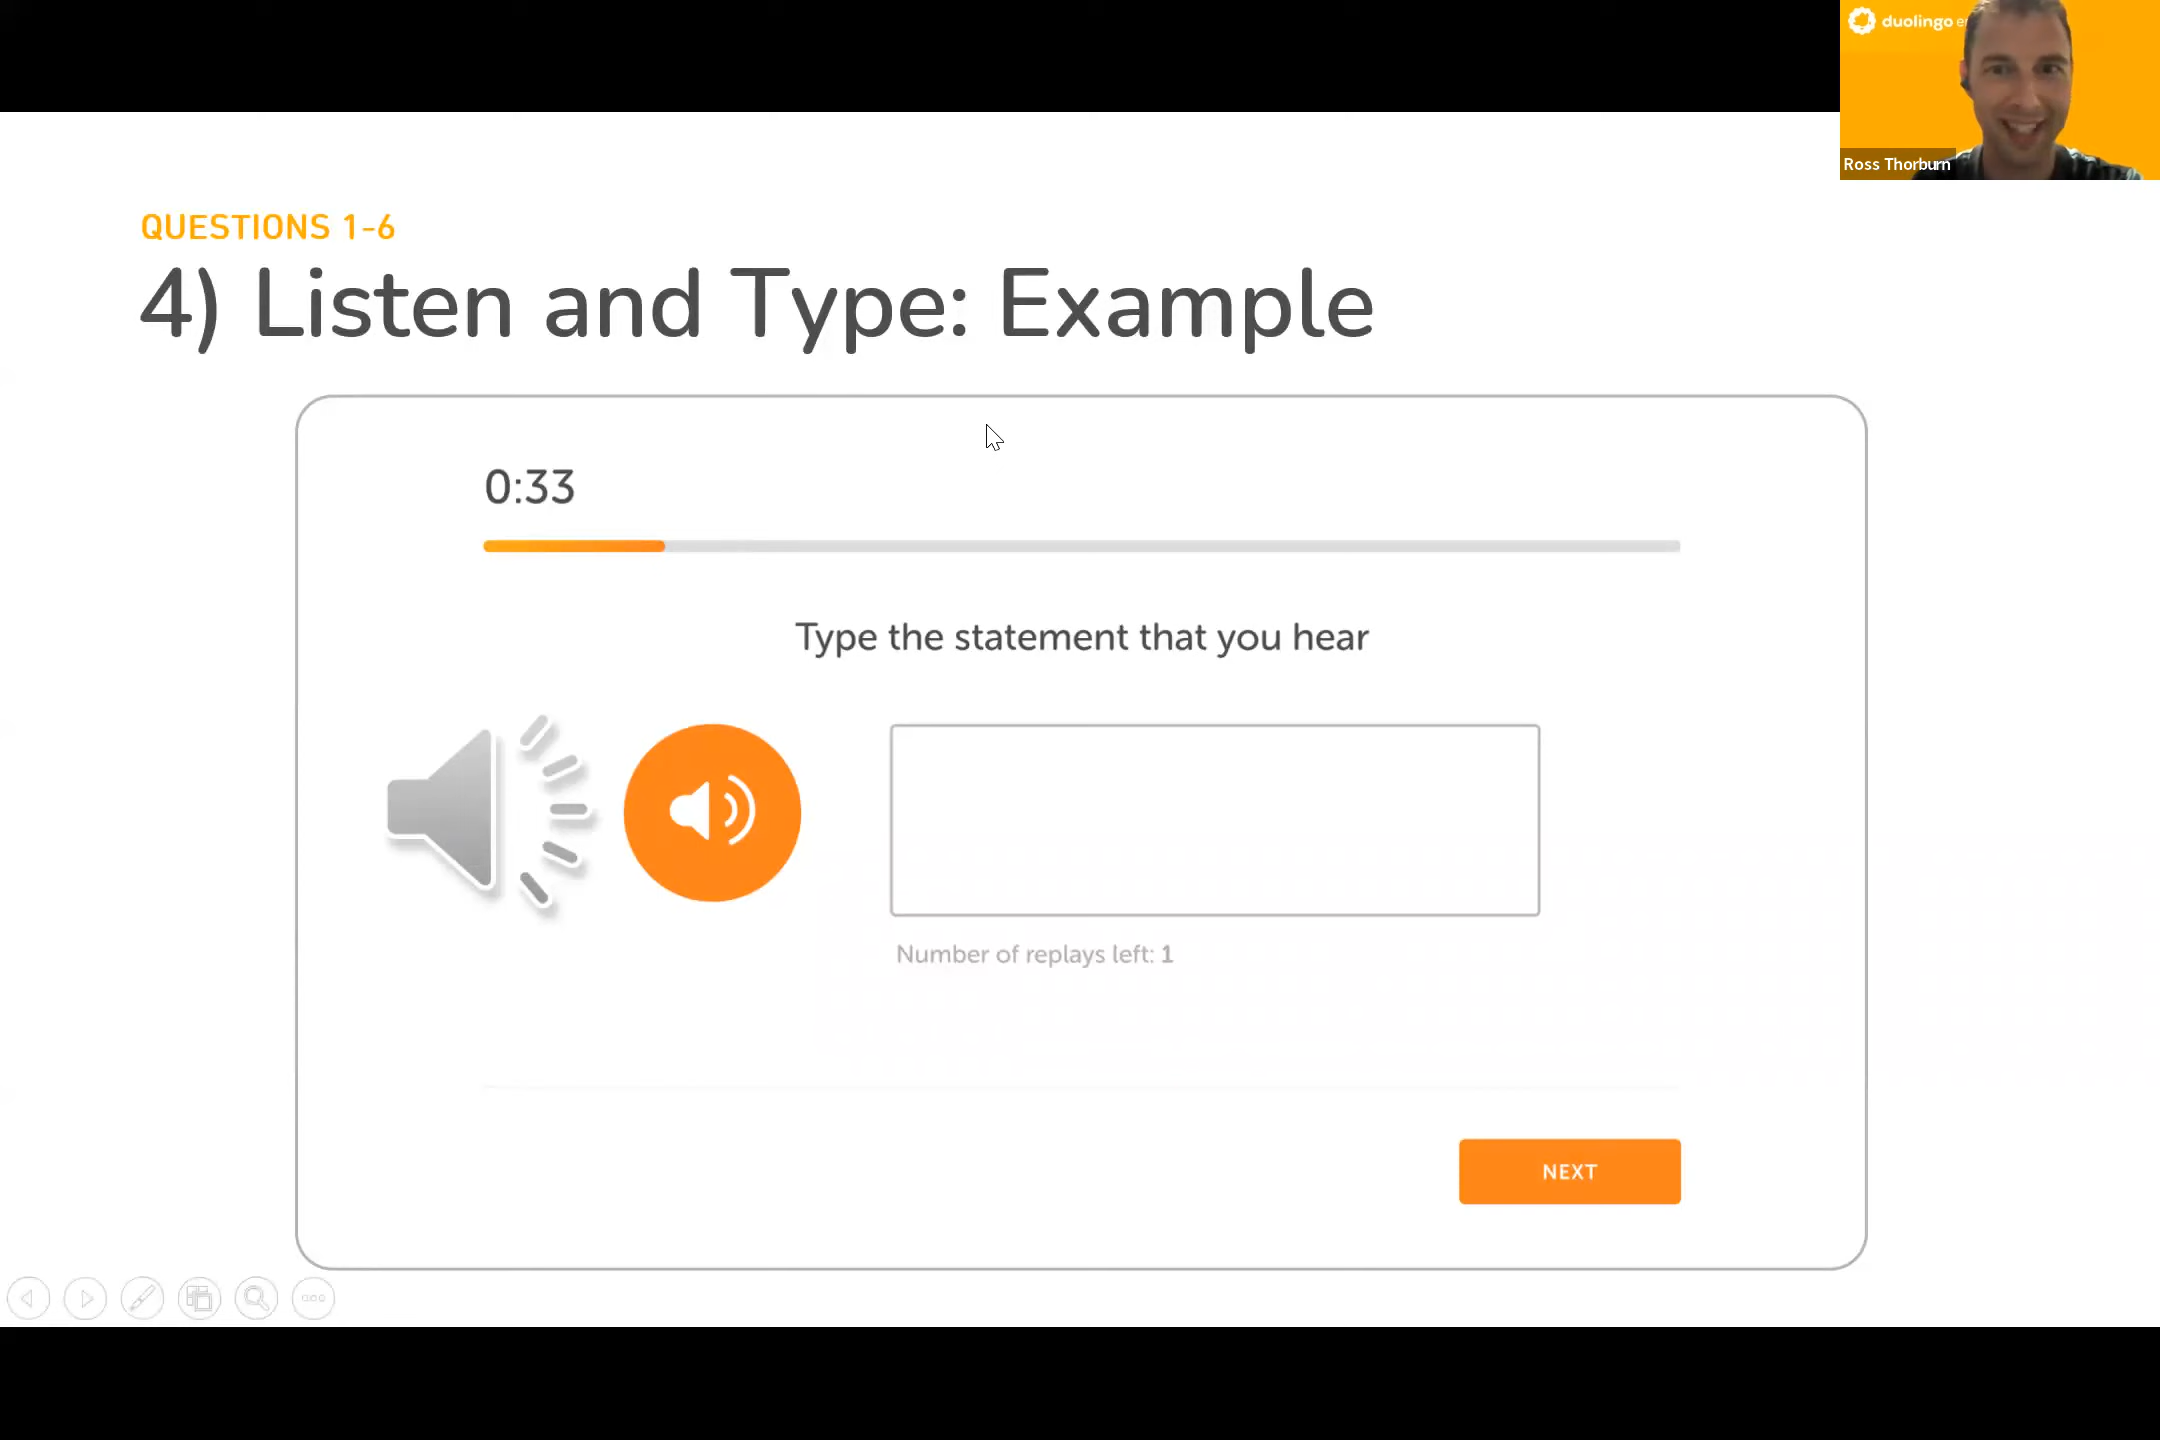 duolingo
Ross Thorburn
QUESTIONS 1-6
4) Listen and Type: Example
0:33
Type the statement that you hear
Number of replays left: 1
NEXT